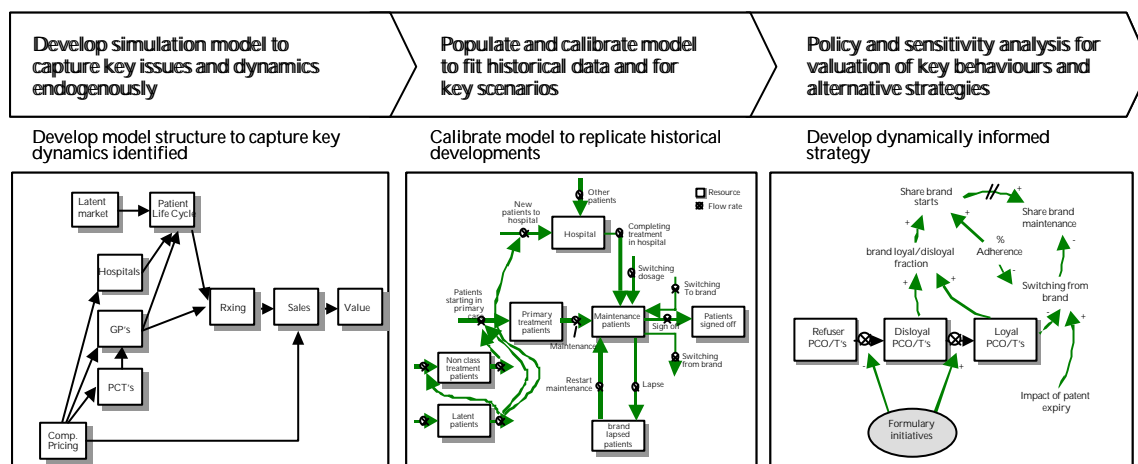 Develop simulation model to
capture key issues and dynamics
endogenously
Populate and calibrate model
to fit historical data and for
key scenarios
Policy and sensitivity analysis for
valuation of key behaviours and
alternative strategies
Develop model structure to capture key
dynamics identified
Calibrate model to replicate historical
developments
Develop dynamically informed
strategy
Latent
market
Patient
Life Cycle
Hospitals
GP's
PCT's
Comp.
Pricing
Rxing
Sales
Value
Other
patients
Resource
Flow rate
New
patients to
hospital
Hospital
Completing
treatment
in hospital
Switching
dosage
Switching
To brand
Patients
starting in
primary
care
Primary
treatment
patients
Maintenance
Maintenance
patients
Sign off
Patients
signed off
Switching
from brand
Non class
treatment
patients
Restart
maintenance
Lapse
Latent
patients
brand
lapsed
patients
Share brand
starts
+
Share brand
maintenance
+
+
%
Adherence
-
-
brand loyal/disloyal
fraction
+
+
Switching from
brand
-
+
Refuser
PCO/T's
Disloyal
PCO/T's
Loyal
PCO/T's
-
+
Impact of patent
expiry
Formulary
initiatives